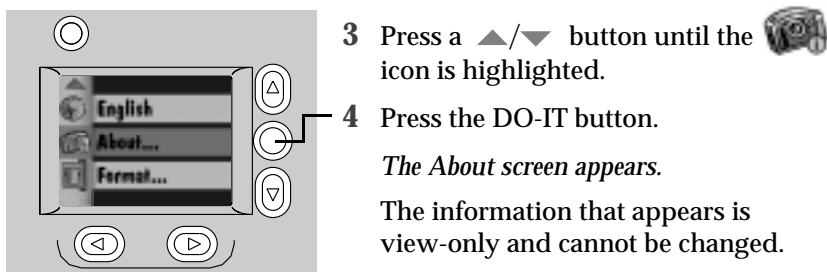 English
About...
Format...
3 Press a ▲/▼ button until the
icon is highlighted.
4 Press the DO-IT button.
The About screen appears.
The information that appears is
view-only and cannot be changed.